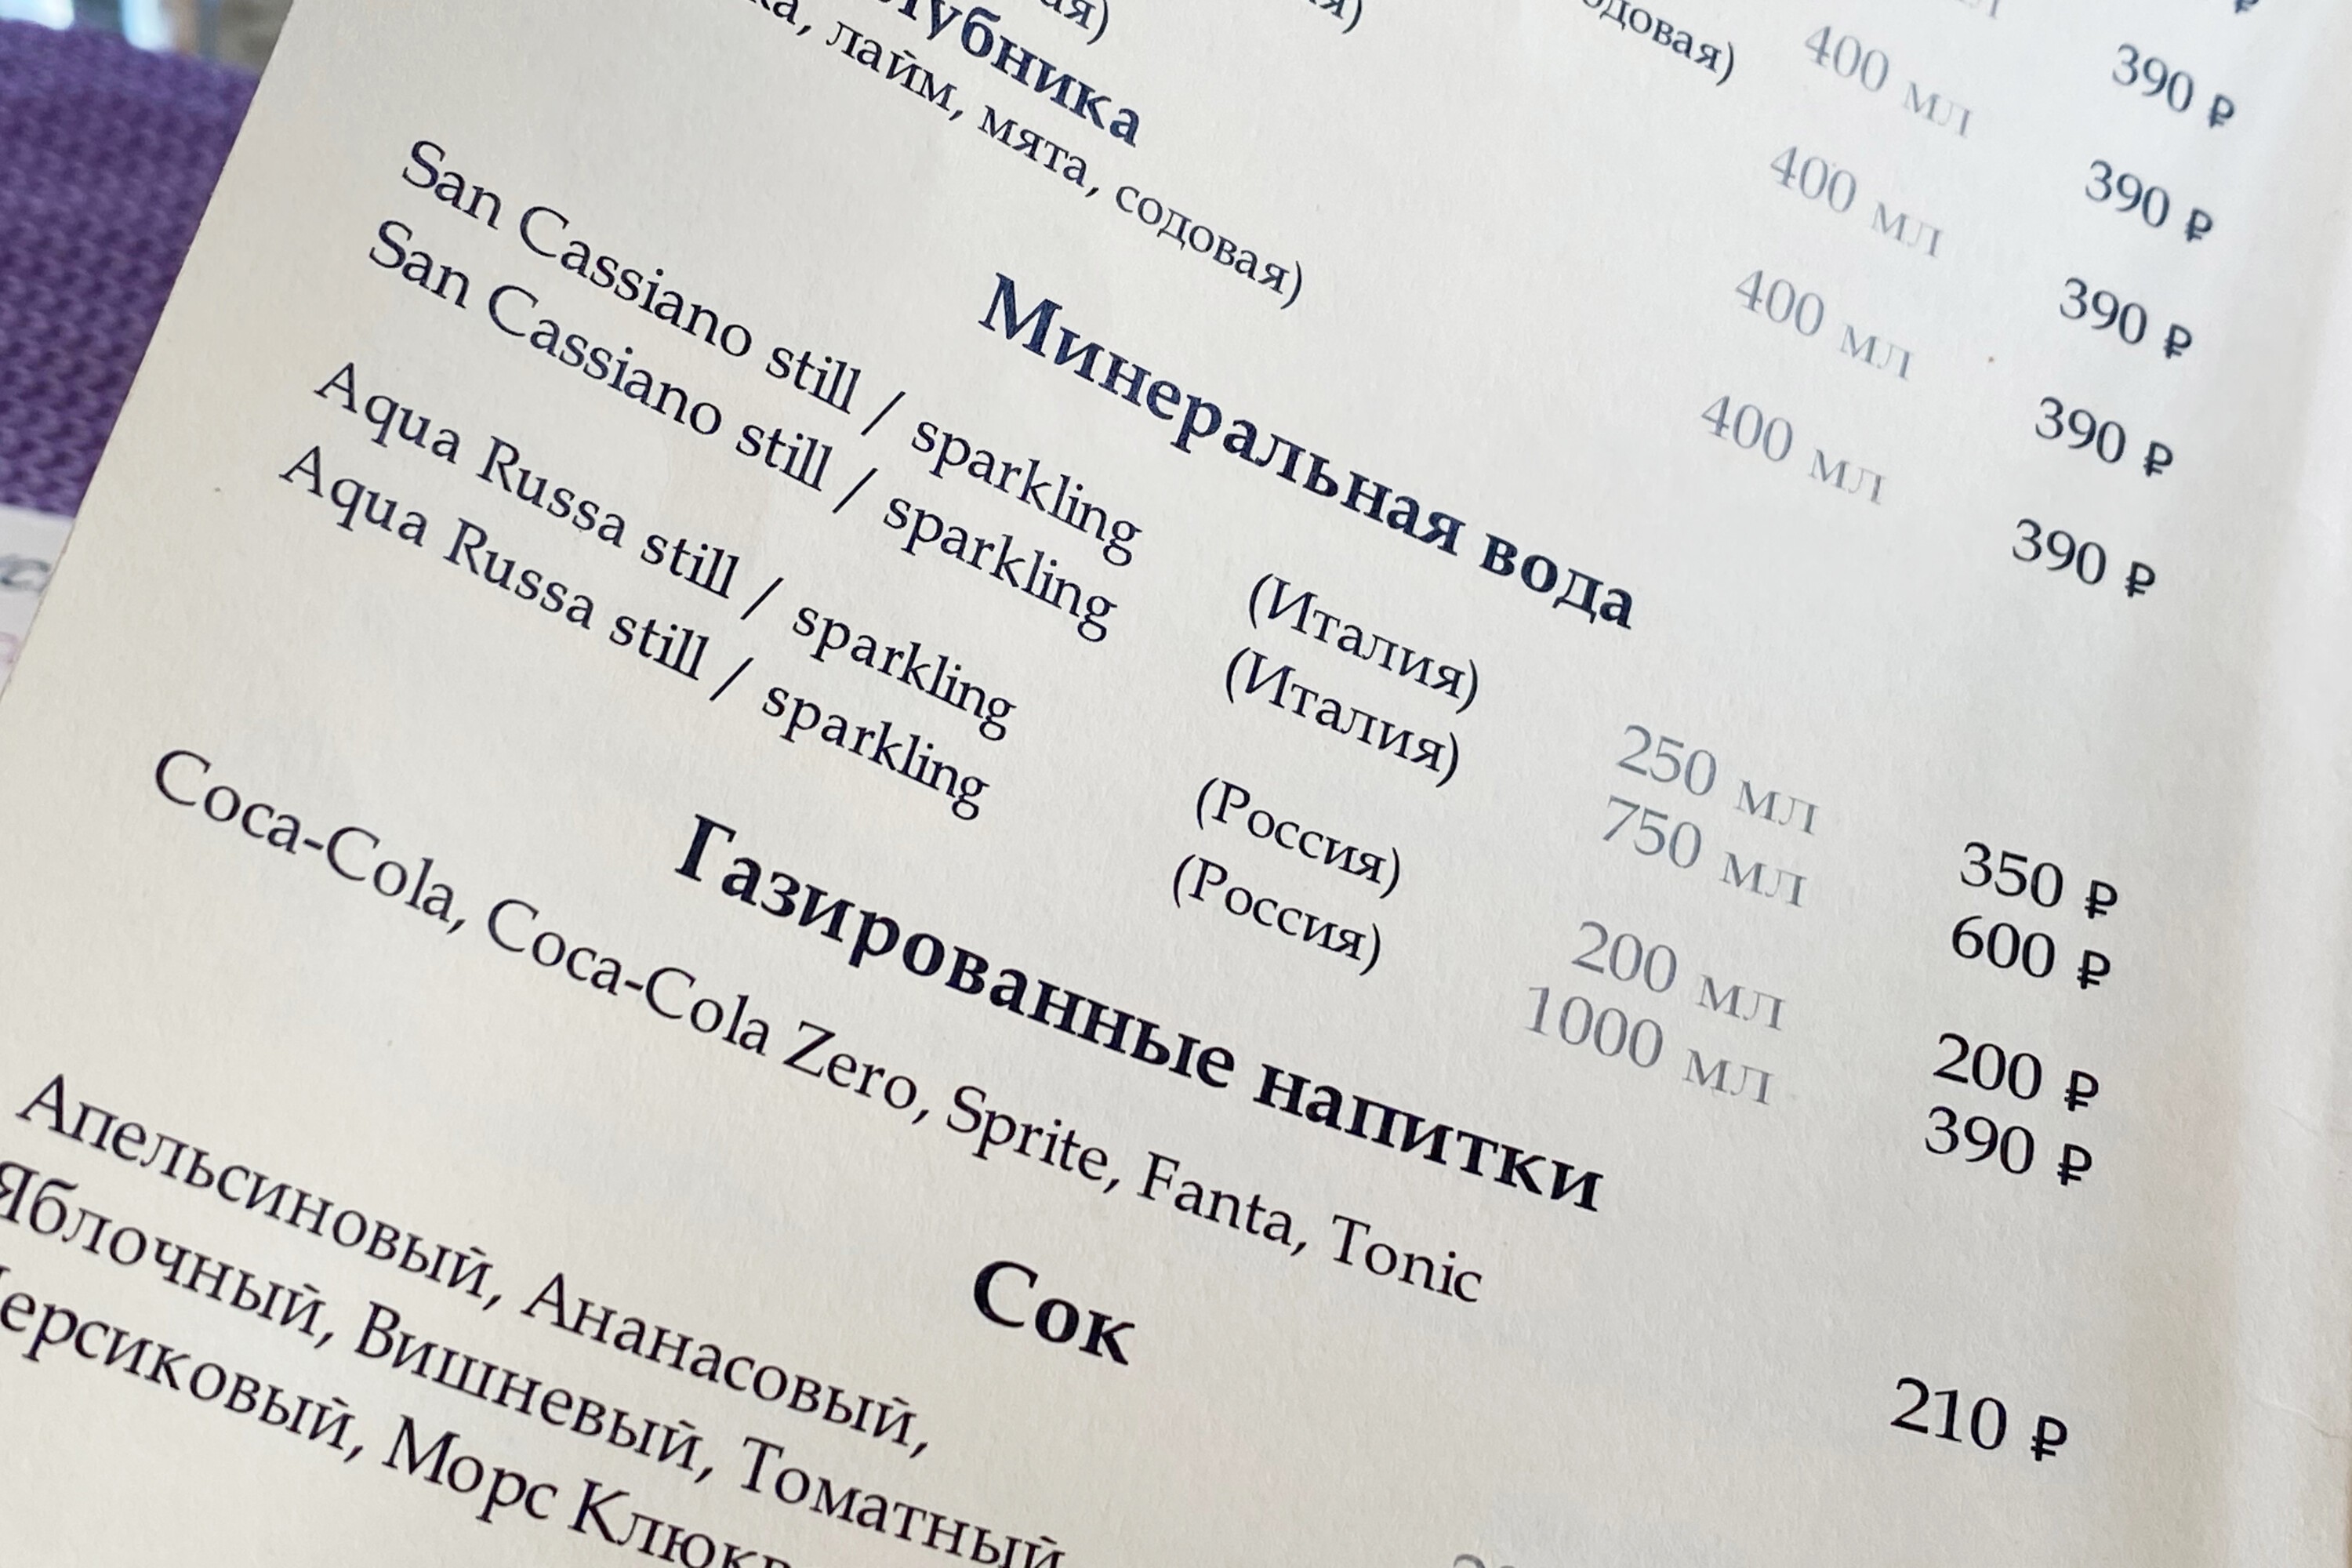 одовая)
лайм, мята, содовая)
400 мл 390 ₽
400 мл 390 ₽
400 мл 390 ₽
400 мл 390 ₽
390 ₽
Минеральная вода
San Cassiano still / sparkling (Италия) 250 мл 350 ₽
San Cassiano still / sparkling (Италия) 750 мл 600 ₽
Aqua Russa still / sparkling (Россия) 200 мл 200 ₽
Aqua Russa still / sparkling (Россия) 1000 мл 390 ₽
Газированные напитки
Coca-Cola, Coca-Cola Zero, Sprite, Fanta, Tonic 210 ₽
Сок
Апельсиновый, Ананасовый,
Яблочный, Вишневый, Томатный
ерсиковый, Морс Клюкв